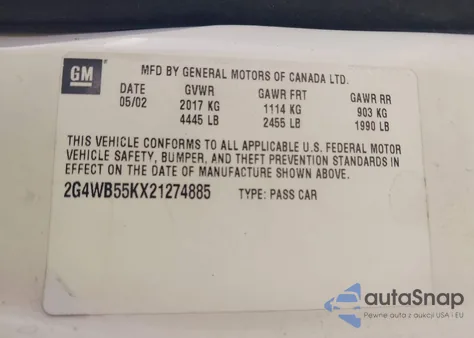 GM
MFD BY GENERAL MOTORS OF CANADA LTD.
DATE GVWR GAWR FRT GAWR RR
05/02 2017 KG 1114 KG 903 KG
4445 LB 2455 LB 1990 LB
THIS VEHICLE CONFORMS TO ALL APPLICABLE U.S. FEDERAL MOTOR
VEHICLE SAFETY, BUMPER, AND THEFT PREVENTION STANDARDS IN
EFFECT ON THE DATE OF MANUFACTURE SHOWN ABOVE.
2G4WB55KX21274885 TYPE: PASS CAR
autoSnap
Pewne auta z aukcji USA i EU